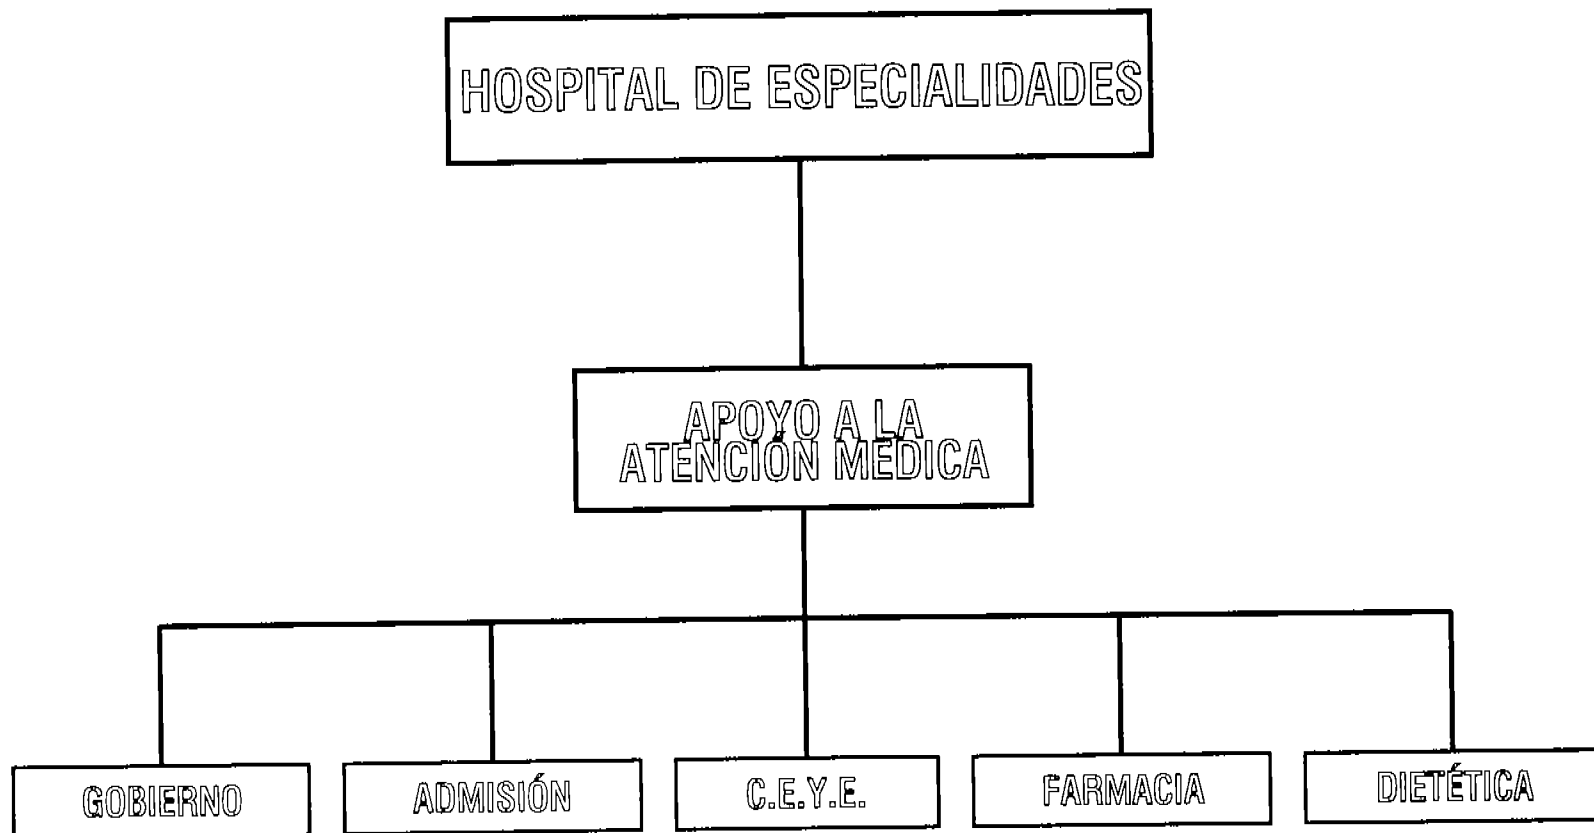 HOSPITAL DE ESPECIALIDADES
APOYO A LA
ATENCIÓN MEDICA
GOBIERNO
ADMISIÓN
C.E.Y.E.
FARMACIA
DIETÉTICA